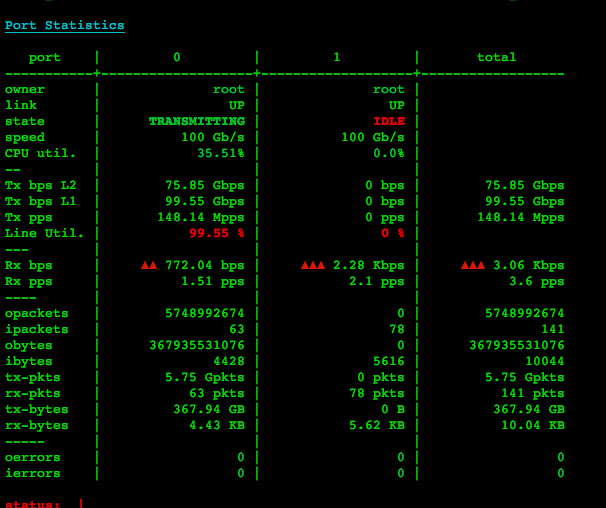 Port Statistics
port | 0 | 1 | total
-----------+-------------------+-------------------+------------------
owner | root | root |
link | UP | UP |
state | TRANSMITTING | IDLE |
speed | 100 Gb/s | 100 Gb/s |
CPU util. | 35.51% | 0.0% |
-- | | |
Tx bps L2 | 75.85 Gbps | 0 bps | 75.85 Gbps
Tx bps L1 | 99.55 Gbps | 0 bps | 99.55 Gbps
Tx pps | 148.14 Mpps | 0 pps | 148.14 Mpps
Line Util. | 99.55 % | 0 % |
--- | | |
Rx bps | ▲▲ 772.04 bps | ▲▲▲ 2.28 Kbps | ▲▲▲ 3.06 Kbps
Rx pps | 1.51 pps | 2.1 pps | 3.6 pps
---- | | |
opackets | 5748992674 | 0 | 5748992674
ipackets | 63 | 78 | 141
obytes | 367935531076 | 0 | 367935531076
ibytes | 4428 | 5616 | 10044
tx-pkts | 5.75 Gpkts | 0 pkts | 5.75 Gpkts
rx-pkts | 63 pkts | 78 pkts | 141 pkts
tx-bytes | 367.94 GB | 0 B | 367.94 GB
rx-bytes | 4.43 KB | 5.62 KB | 10.04 KB
----- | | |
oerrors | 0 | 0 | 0
ierrors | 0 | 0 | 0
status: |